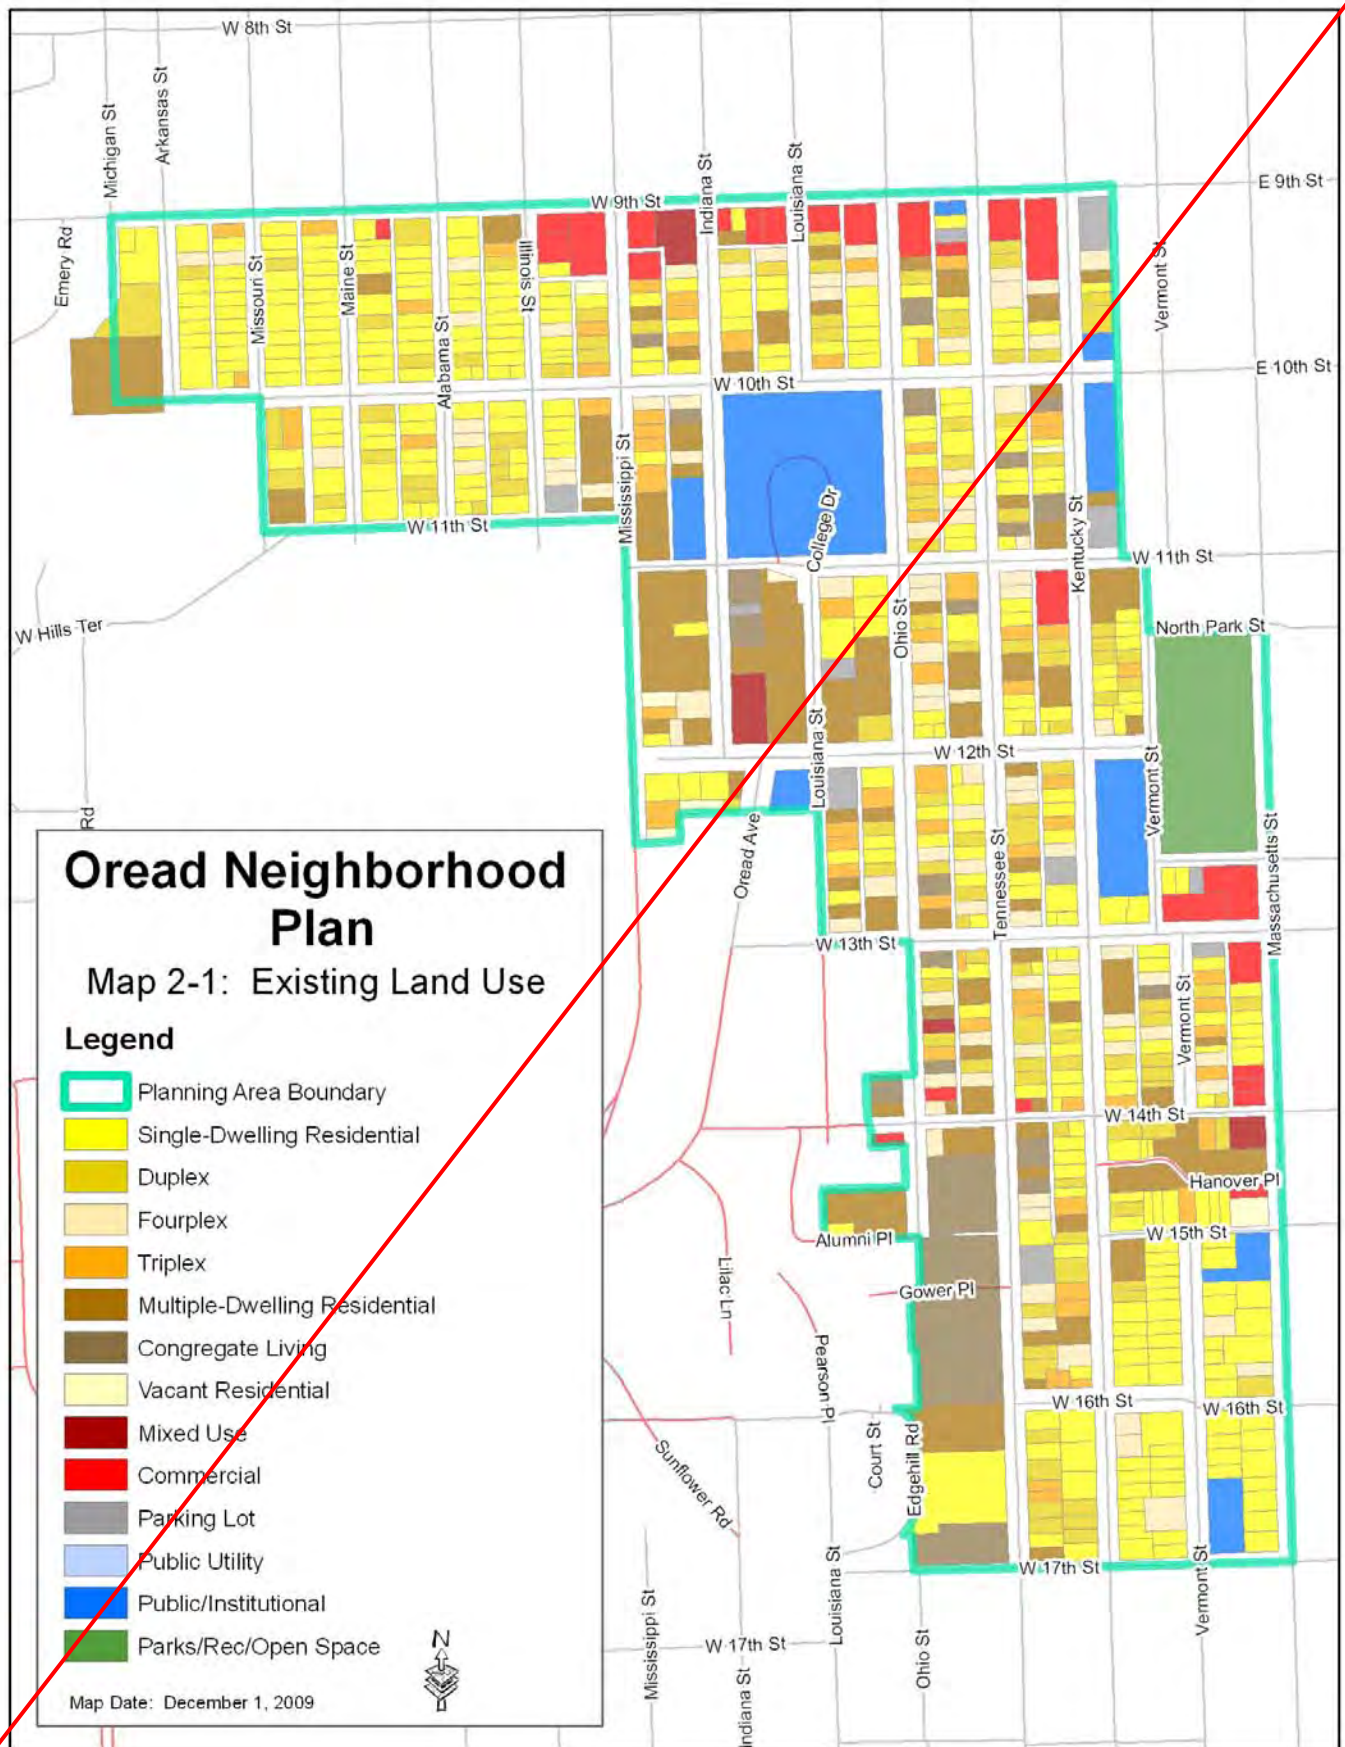 W 8th St
Michigan St
Arkansas St
W 9th St
Indiana St
Louisiana St
E 9th St
Emery Rd
Missouri St
Maine St
Alabama St
Illinois St
Vermont St
W 10th St
E 10th St
Mississippi St
College Dr
Kentucky St
W 11th St
W 11th St
W Hills Ter
Ohio St
North Park St
Louisiana St
W 12th St
Vermont St
Rd
Oread Ave
Tennessee St
Massachusetts St
W 13th St
Vermont St
W 14th St
Hanover Pl
W 15th St
Alumni Pl
Gower Pl
Lilac Ln
Pearson Pl
W 16th St
W 16th St
Court St
Edgehill Rd
Sunflower Rd
W 17th St
Mississippi St
W 17th St
Indiana St
Louisiana St
Ohio St
Vermont St
Oread Neighborhood
Plan
Map 2-1: Existing Land Use
Legend
Planning Area Boundary
Single-Dwelling Residential
Duplex
Fourplex
Triplex
Multiple-Dwelling Residential
Congregate Living
Vacant Residential
Mixed Use
Commercial
Parking Lot
Public Utility
Public/Institutional
Parks/Rec/Open Space
N
Map Date: December 1, 2009